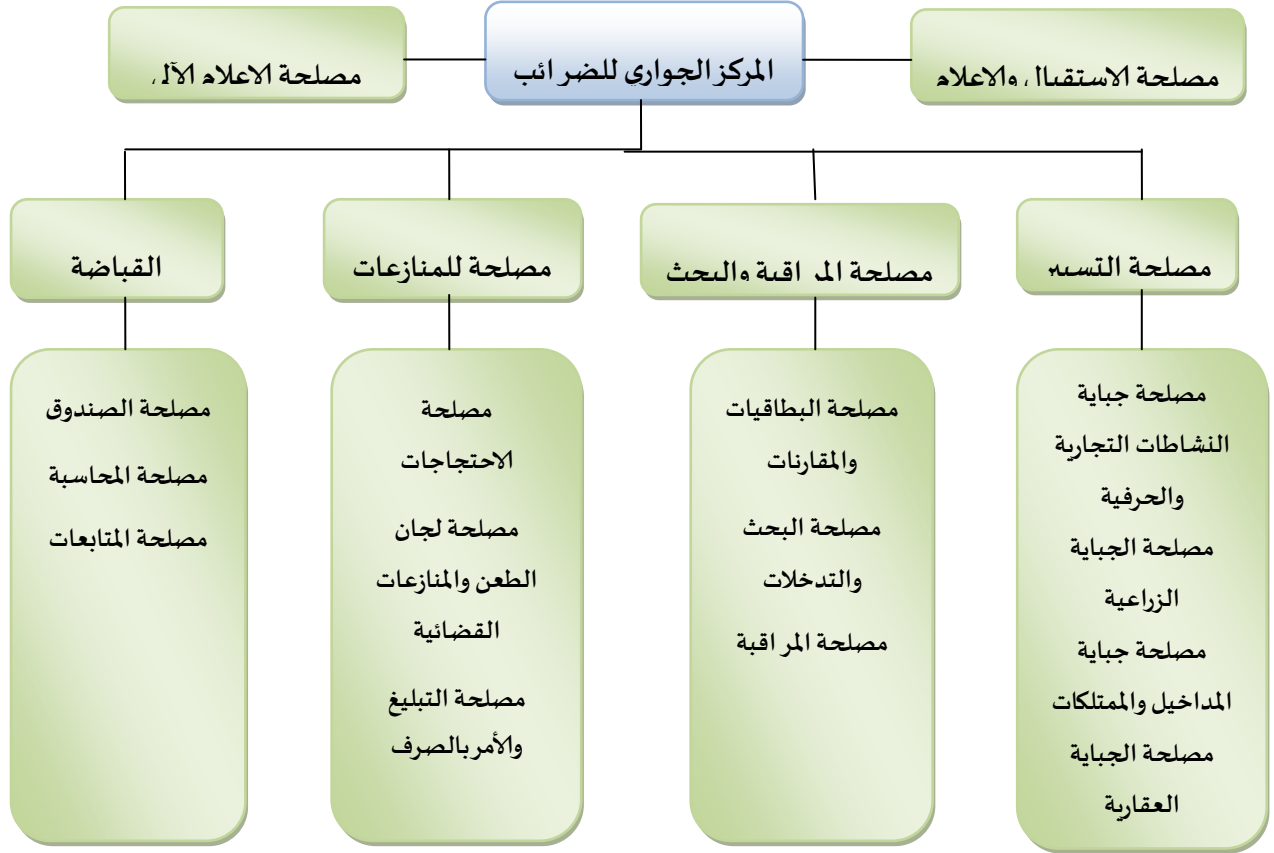 المركز الجواري للضرائب
مصلحة الاستقبال والاعلام
مصلحة الاعلام الآلي
مصلحة التسيير
مصلحة المراقبة والبحث
مصلحة للمنازعات
القباضة
مصلحة جباية
النشاطات التجارية
والحرفية
مصلحة الجباية
الزراعية
مصلحة جباية
المداخيل والممتلكات
مصلحة الجباية
العقارية
مصلحة البطاقيات
والمقارنات
مصلحة البحث
والتدخلات
مصلحة المراقبة
مصلحة
الاحتجاجات
مصلحة لجان
الطعن والمنازعات
القضائية
مصلحة التبليغ
والأمر بالصرف
مصلحة الصندوق
مصلحة المحاسبة
مصلحة المتابعات